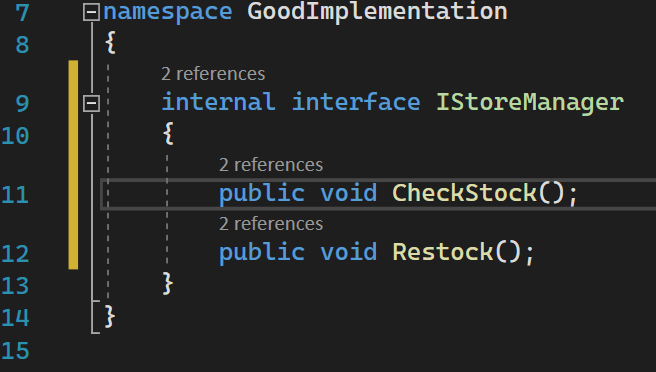 7 namespace GoodImplementation
8 {
2 references
9 internal interface IStoreManager
10 {
2 references
11 public void CheckStock();
2 references
12 public void Restock();
13 }
14 }
15